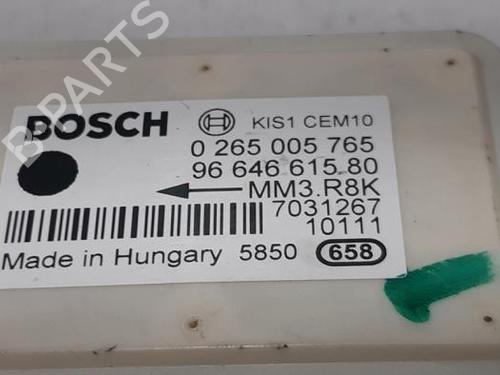 B-PARTS
BOSCH KIS1 CEM10
0 265 005 765
96 646 615.80
MM3.R8K
7031267
10111
Made in Hungary 5850 658